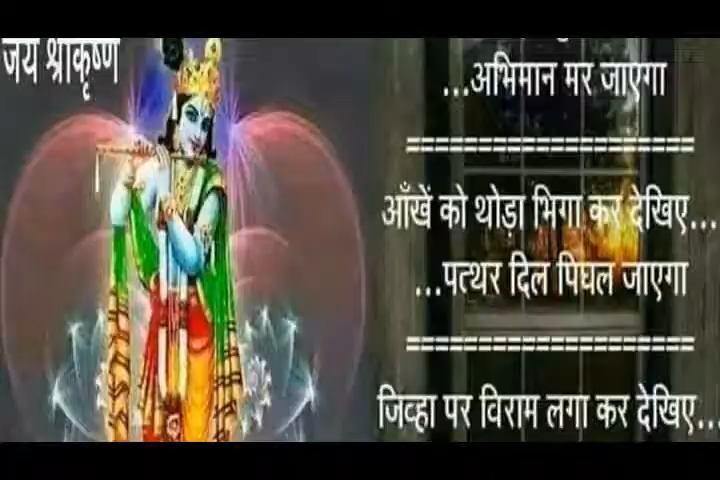 जय श्रीकृष्ण
...अभिमान मर जाएगा
====================
आँखें को थोड़ा भिगा कर देखिए...
...पत्थर दिल पिघल जाएगा
====================
जिव्हा पर विराम लगा कर देखिए...